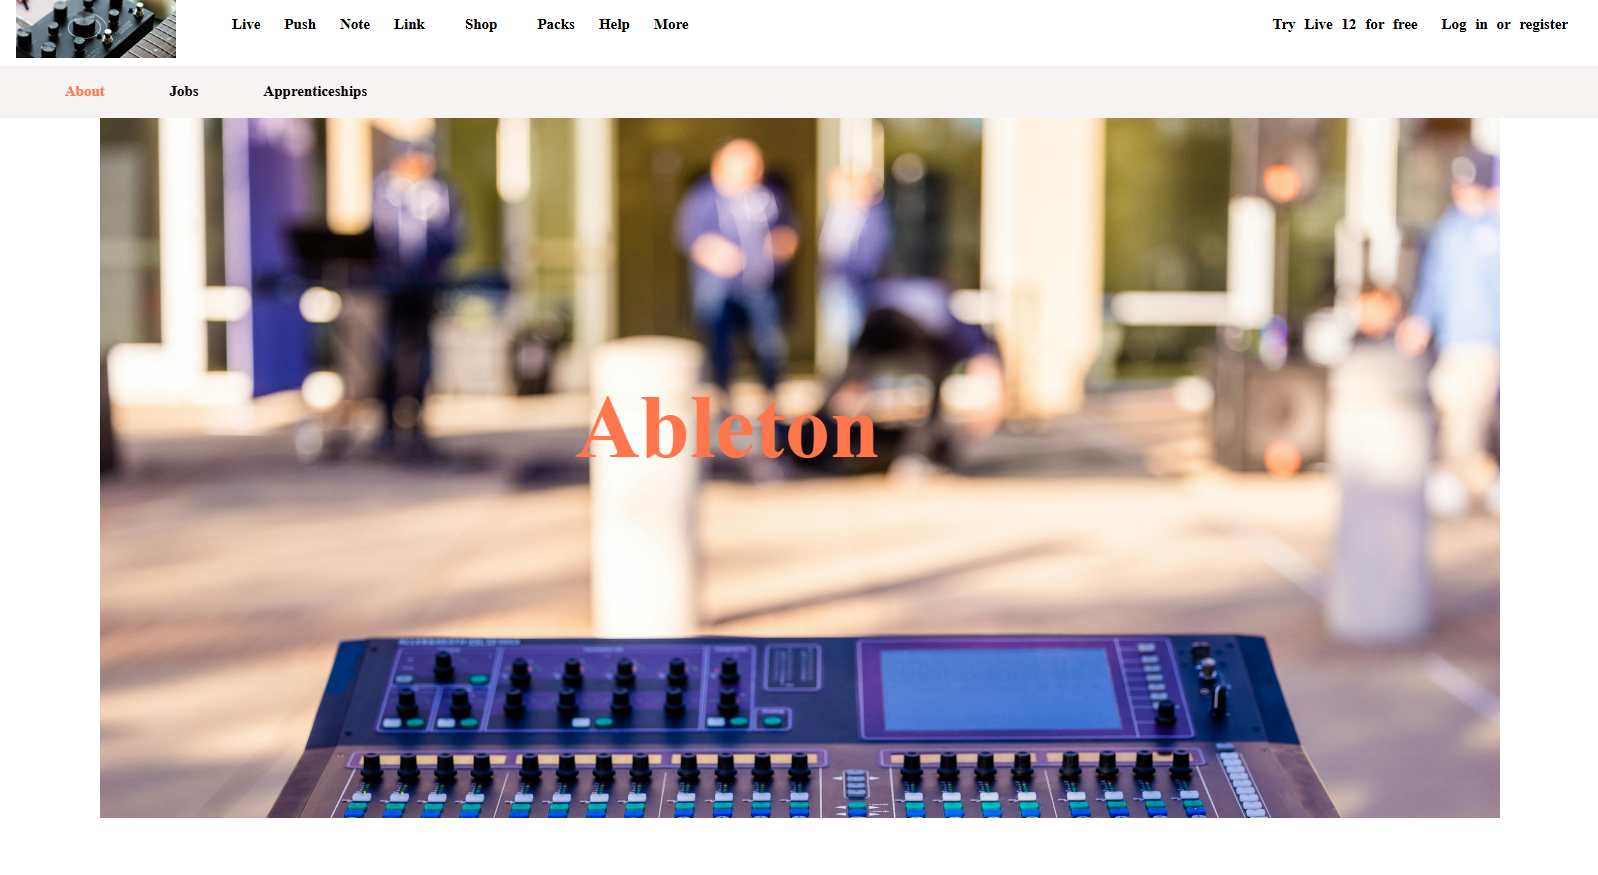 Live Push Note Link Shop Packs Help More Try Live 12 for free Log in or register
About Jobs Apprenticeships
Ableton